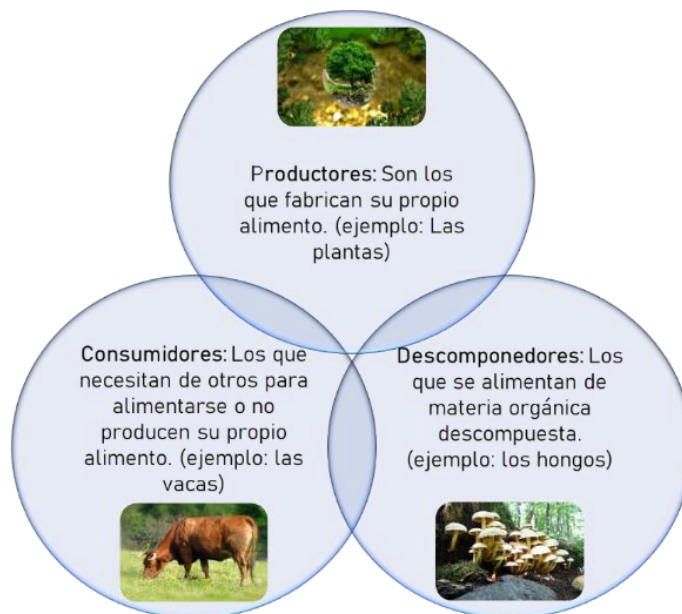 Productores: Son los
que fabrican su propio
alimento. (ejemplo: Las
plantas)
Consumidores: Los que
necesitan de otros para
alimentarse o no
producen su propio
alimento. (ejemplo: las
vacas)
Descomponedores: Los
que se alimentan de
materia orgánica
descompuesta.
(ejemplo: los hongos)